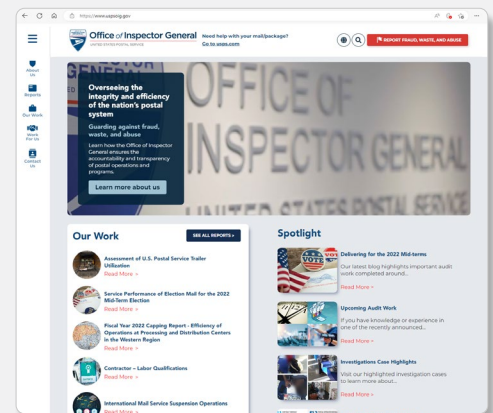 https://www.uspsoig.gov
Office of Inspector General
UNITED STATES POSTAL SERVICE
Need help with your mail/package?
Go to usps.com
REPORT FRAUD, WASTE, AND ABUSE
About
Us
Reports
Our Work
Work
For Us
Contact
Us
Overseeing the
integrity and efficiency
of the nation's postal
system
Guarding against fraud,
waste, and abuse
Learn how the Office of Inspector
General ensures the
accountability and transparency
of postal operations and
programs.
Learn more about us
OFFICE OF
INSPECTOR GENERAL
UNITED STATES POSTAL SERVICE
Our Work
SEE ALL REPORTS »
Assessment of U.S. Postal Service Trailer
Utilization
Read More »
Service Performance of Election Mail for the 2022
Mid-Term Election
Read More »
Fiscal Year 2022 Capping Report - Efficiency of
Operations at Processing and Distribution Centers
in the Western Region
Read More »
Contractor – Labor Qualifications
Read More »
International Mail Service Suspension Operations
Read More »
Spotlight
VOTE
Delivering for the 2022 Mid-terms
Our latest blog highlights important audit
work completed around...
Read More »
Upcoming Audit Work
If you have knowledge or experience in
one of the recently announced...
Read More »
Investigations Case Highlights
Visit our highlighted investigation cases
to learn more about...
Read More »